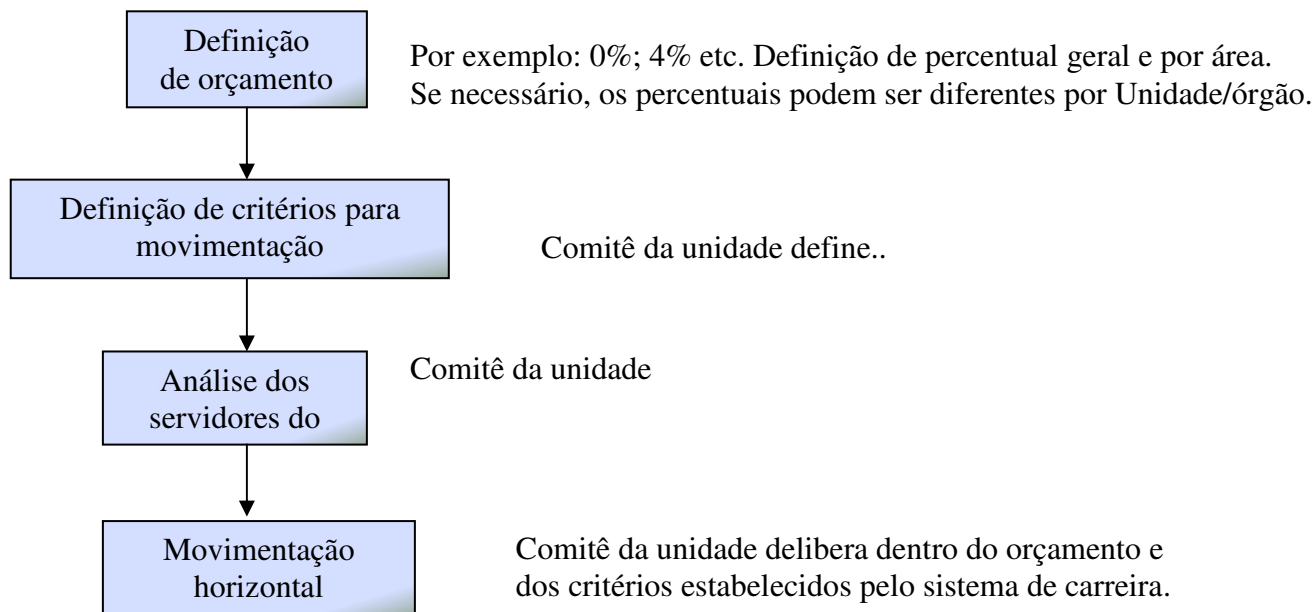 Definição
de orçamento
Por exemplo: 0%; 4% etc. Definição de percentual geral e por área.
Se necessário, os percentuais podem ser diferentes por Unidade/órgão.
Definição de critérios para
movimentação
Comitê da unidade define..
Análise dos
servidores do
Comitê da unidade
Movimentação
horizontal
Comitê da unidade delibera dentro do orçamento e
dos critérios estabelecidos pelo sistema de carreira.